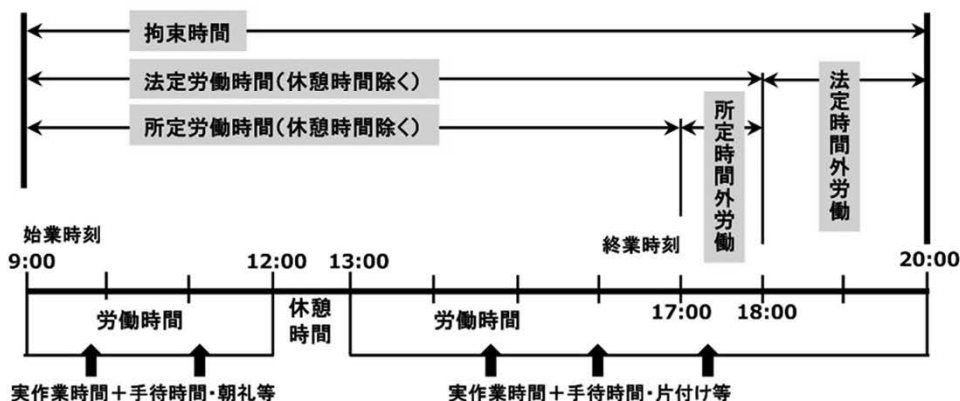 拘束時間
法定労働時間(休憩時間除く)
所定労働時間(休憩時間除く)
所定時間外労働
法定時間外労働
始業時刻
終業時刻
9:00
12:00
13:00
20:00
労働時間
休憩
時間
労働時間
17:00
18:00
実作業時間+手待時間・朝礼等
実作業時間+手待時間・片付け等